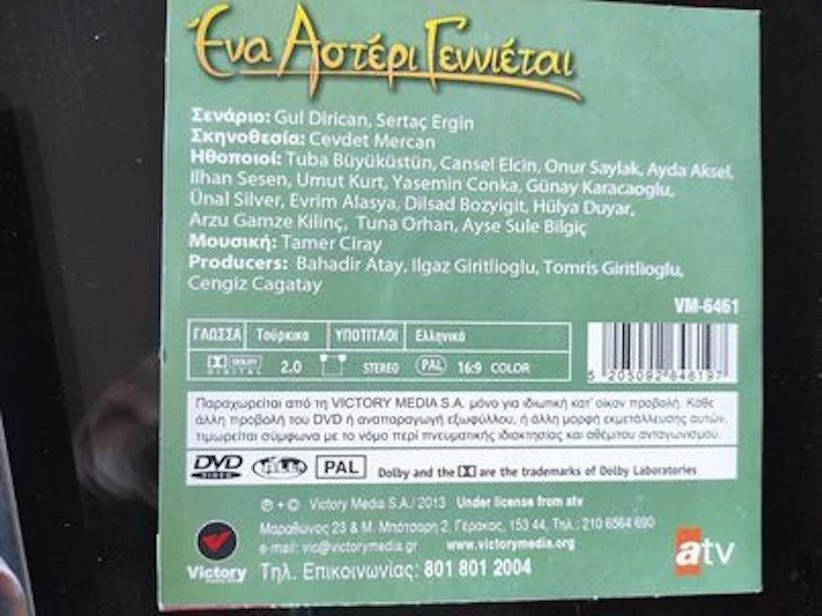 Ένα Αστέρι Γεννιέται
Σενάριο: Gul Dirican, Sertaç Ergin
Σκηνοθεσία: Cevdet Mercan
Ηθοποιοί: Tuba Büyüküstün, Cansel Elcin, Onur Saylak, Ayda Aksel,
Ilhan Sesen, Umut Kurt, Yasemin Conka, Günay Karacaoglu,
Ünal Silver, Evrim Alasya, Dilsad Bozyigit, Hülya Duyar,
Arzu Gamze Kilinç, Tuna Orhan, Ayse Sule Bilgiç
Μουσική: Tamer Ciray
Producers: Bahadir Atay, Ilgaz Giritlioglu, Tomris Giritlioglu,
Cengiz Cagatay
VM-6461
ΓΛΩΣΣΑ Τούρκικα ΥΠΟΤΙΤΛΟΙ Ελληνικά
DOLBY DIGITAL 2.0 STEREO PAL 16:9 COLOR
5 203092 646197
Παραχωρείται από τη VICTORY MEDIA S.A. μόνο για ιδιωτική κατ' οίκον προβολή. Κάθε
άλλη προβολή του DVD ή αναπαραγωγή εξωφύλλου, ή άλλη μορφή εκμετάλλευσης αυτών,
τιμωρείται σύμφωνα με το νόμο περί πνευματικής ιδιοκτησίας και αθέμιτου ανταγωνισμού.
DVD VIDEO ALL PAL Dolby and the are the trademarks of Dolby Laboratories
℗ + © Victory Media S.A./ 2013 Under license from atv
Μαραθώνος 23 & Μ. Μπότσαρη 2, Γέρακας, 153 44, Τηλ.: 210 6564 690
e-mail: vic@victorymedia.gr www.victorymedia.org
Victory Τηλ. Επικοινωνίας: 801 801 2004
atv